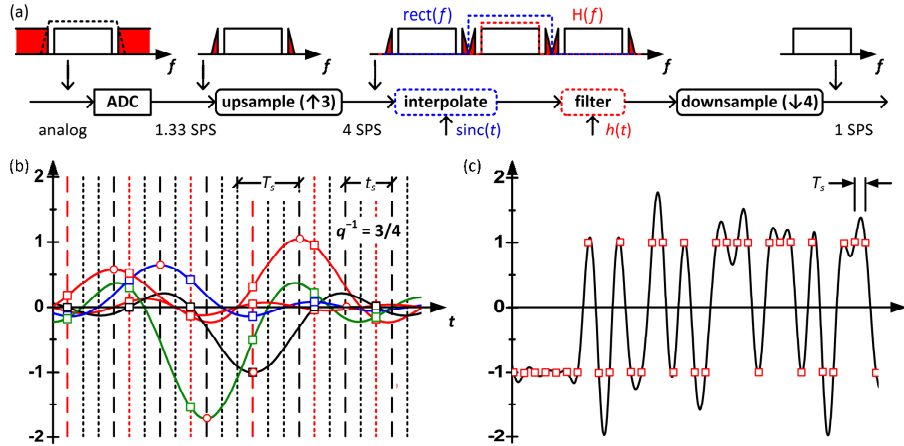 (a)
rect(f)
H(f)
f
f
f
f
ADC
upsample (↑3)
interpolate
filter
downsample (↓4)
analog
1.33 SPS
4 SPS
sinc(t)
h(t)
1 SPS
(b)
2
1
0
-1
-2
Ts
ts
q⁻¹ = 3/4
t
(c)
2
1
0
-1
-2
Ts
t